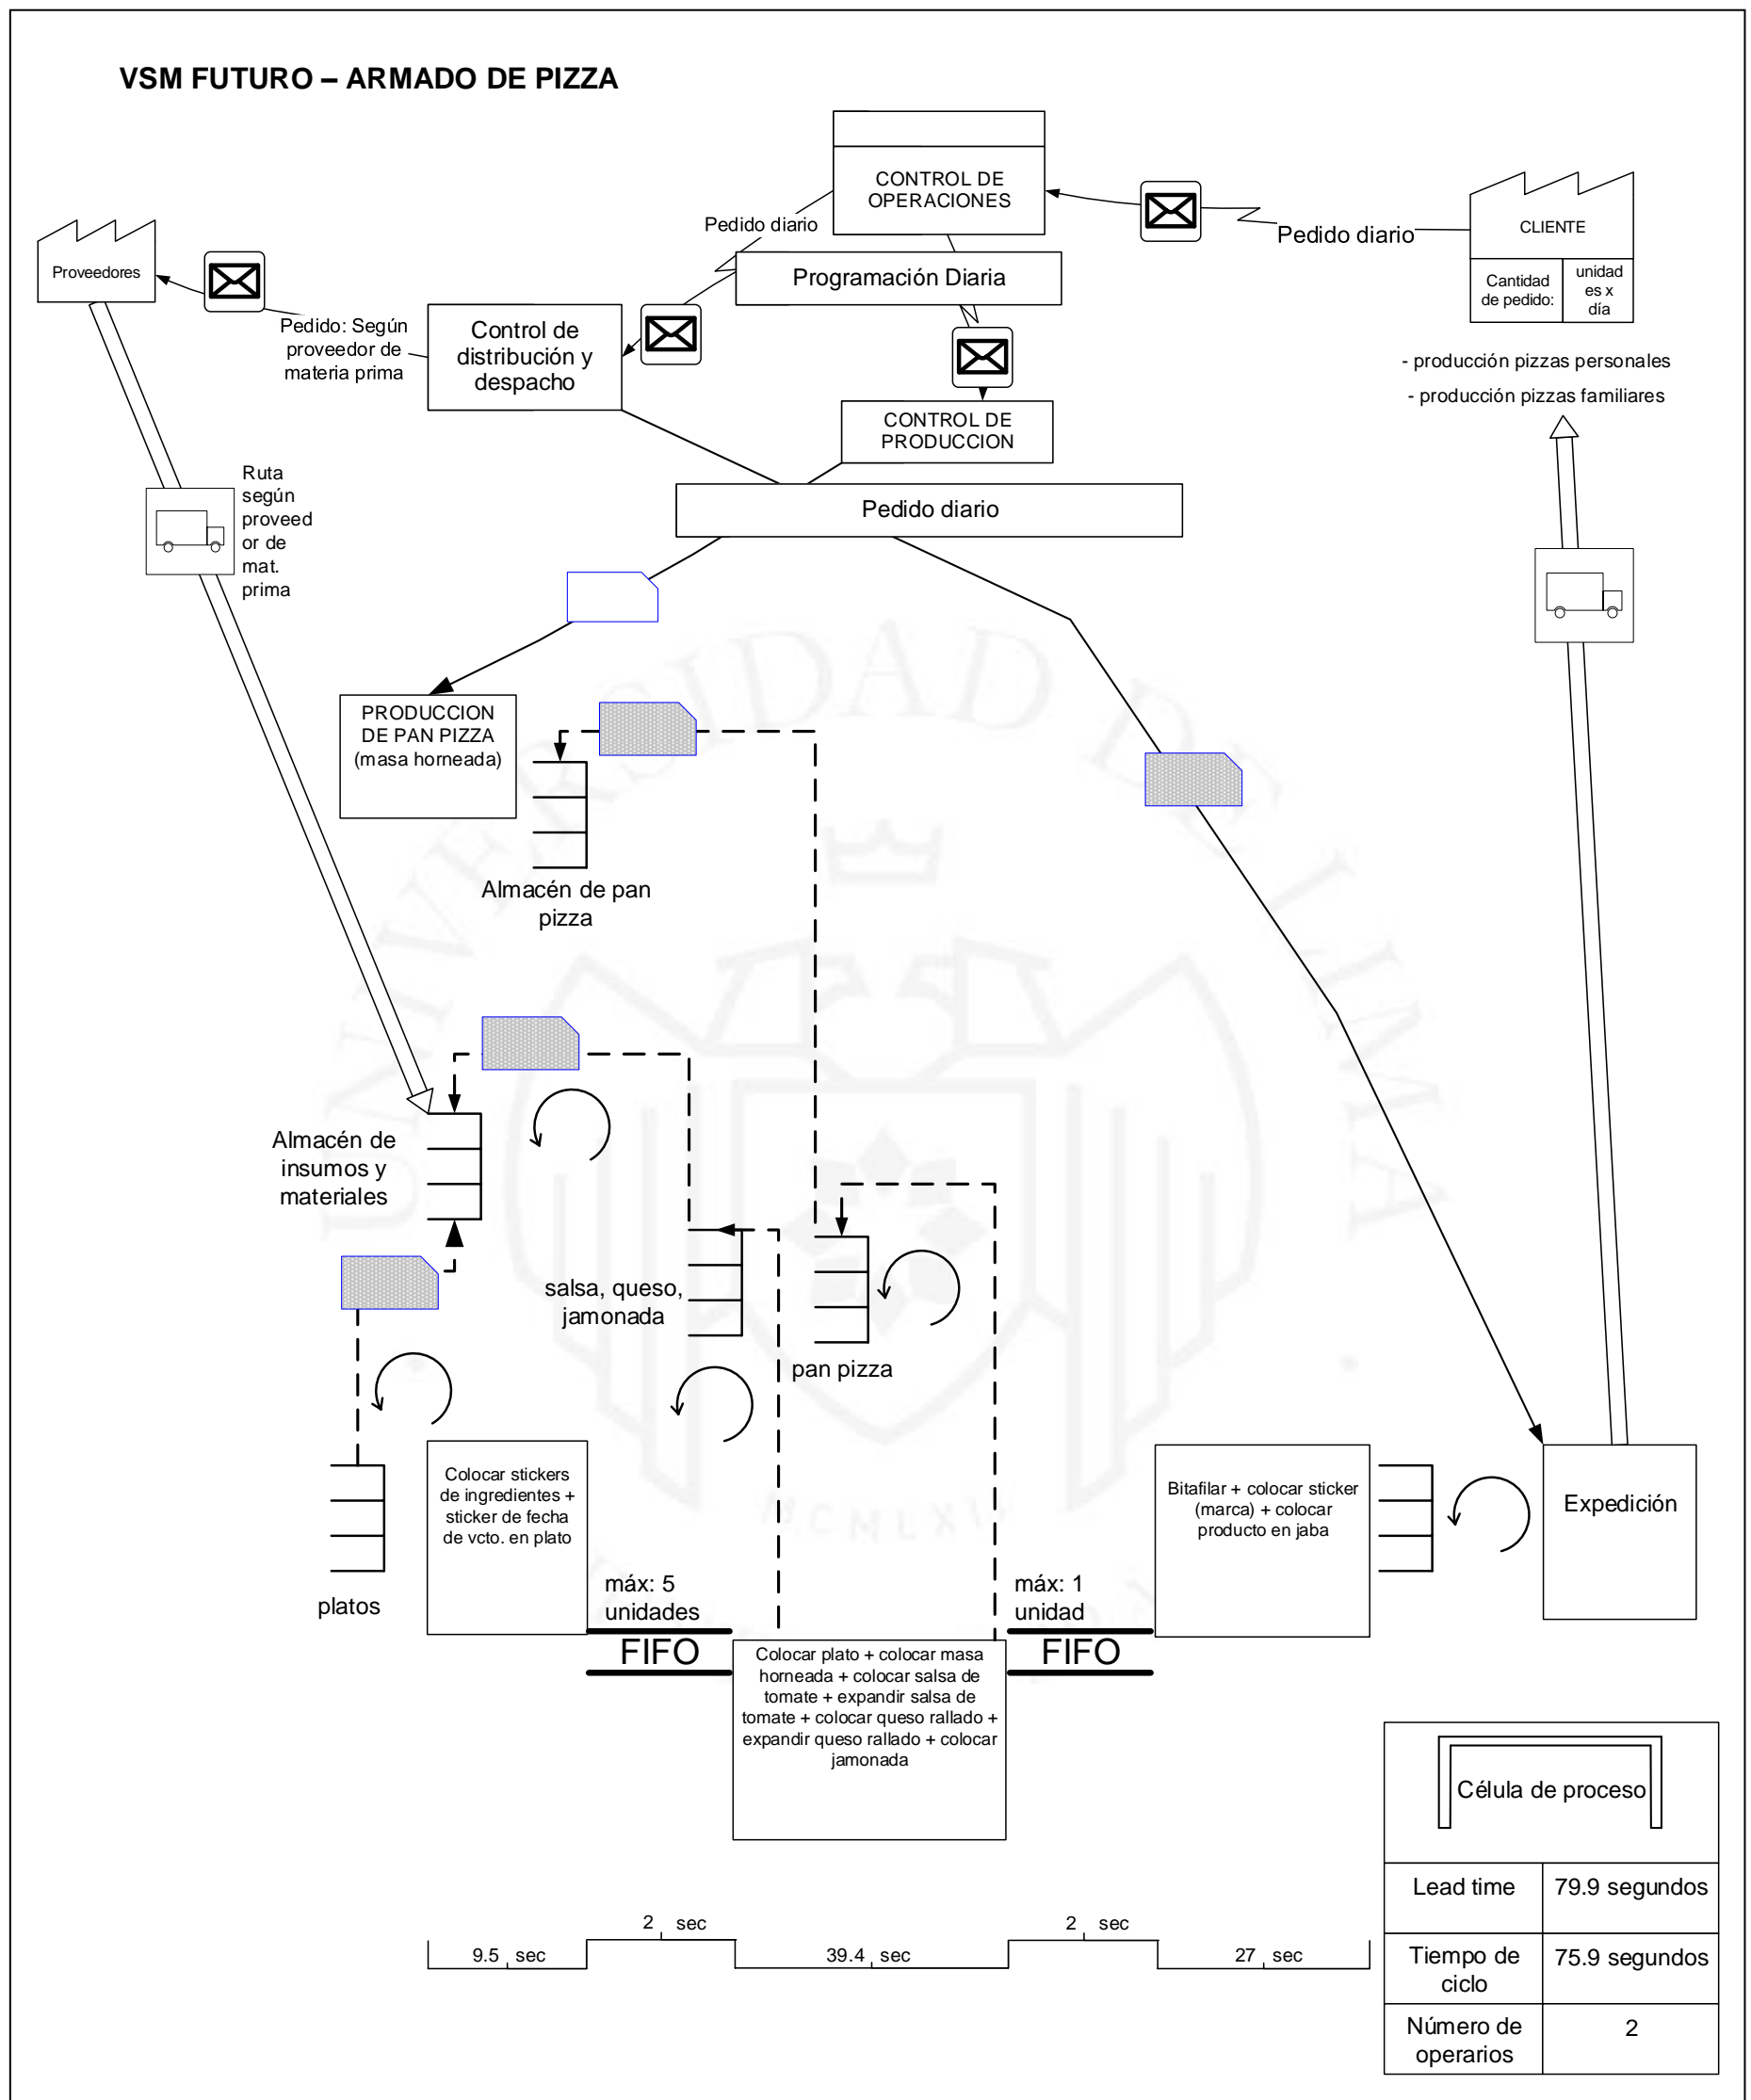 VSM FUTURO – ARMADO DE PIZZA
CONTROL DE
OPERACIONES
Pedido diario
Programación Diaria
Pedido diario
CLIENTE
Cantidad
de pedido:
unidad
es x
día
- producción pizzas personales
- producción pizzas familiares
Proveedores
Pedido: Según
proveedor de
materia prima
Control de
distribución y
despacho
CONTROL DE
PRODUCCION
Pedido diario
Ruta
según
proveed
or de
mat.
prima
PRODUCCION
DE PAN PIZZA
(masa horneada)
Almacén de pan
pizza
Almacén de
insumos y
materiales
salsa, queso,
jamonada
pan pizza
platos
Colocar stickers
de ingredientes +
sticker de fecha
de vcto. en plato
máx: 5
unidades
FIFO
Colocar plato + colocar masa
horneada + colocar salsa de
tomate + expandir salsa de
tomate + colocar queso rallado +
expandir queso rallado + colocar
jamonada
máx: 1
unidad
FIFO
Bitafilar + colocar sticker
(marca) + colocar
producto en jaba
Expedición
9.5 sec
2 sec
39.4 sec
2 sec
27 sec
Célula de proceso
Lead time
79.9 segundos
Tiempo de
ciclo
75.9 segundos
Número de
operarios
2
UNIVERSIDAD DE LIMA